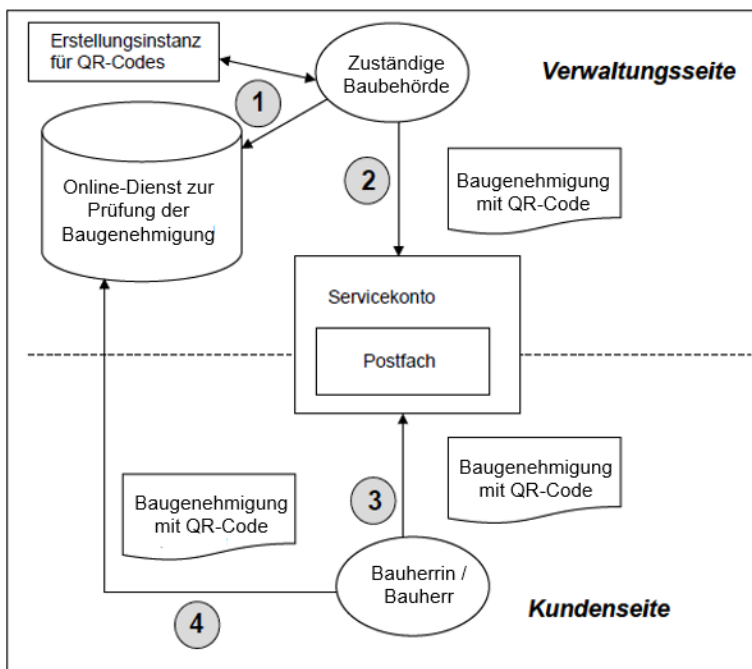 Erstellungsinstanz
für QR-Codes
Zuständige
Baubehörde
Verwaltungsseite
1
Online-Dienst zur
Prüfung der
Baugenehmigung
2
Baugenehmigung
mit QR-Code
Servicekonto
Postfach
Baugenehmigung
mit QR-Code
3
Baugenehmigung
mit QR-Code
Bauherrin /
Bauherr
Kundenseite
4